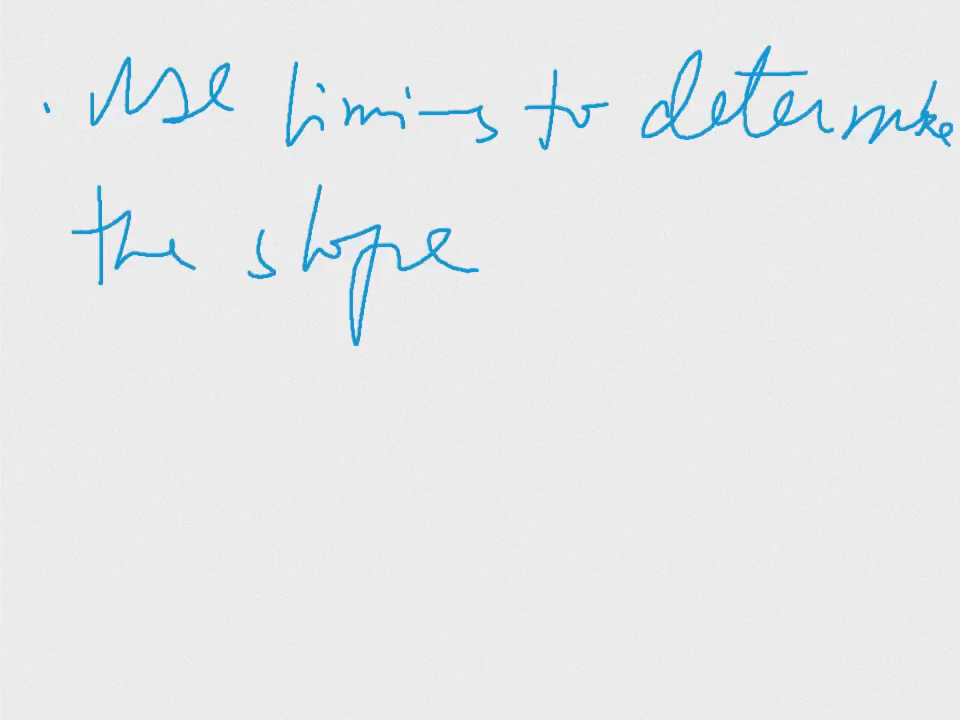 . Use limits to determine
the slope